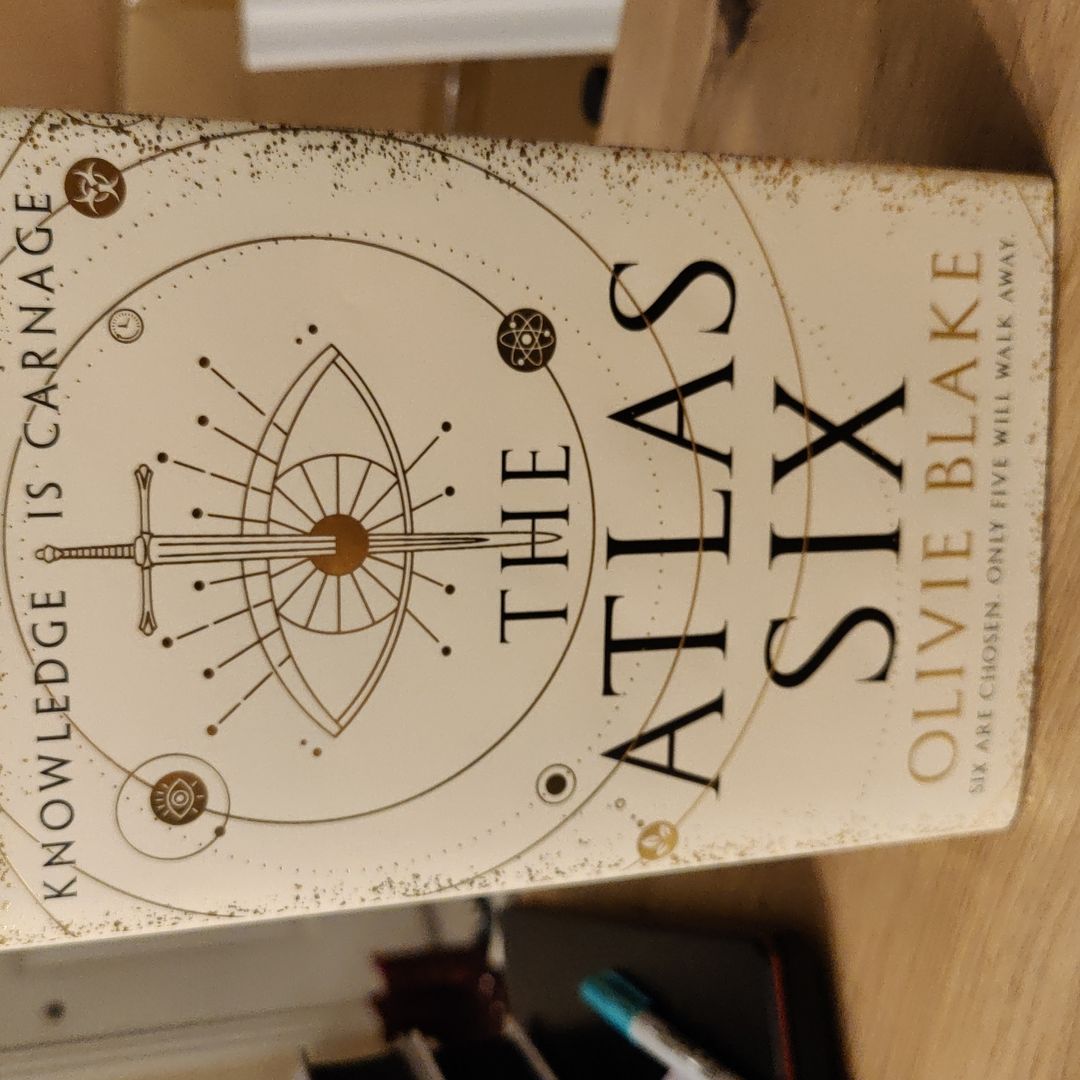 KNOWLEDGE IS CARNAGE
THE
ATLAS
SIX
OLIVIE BLAKE
SIX ARE CHOSEN. ONLY FIVE WILL WALK AWAY.